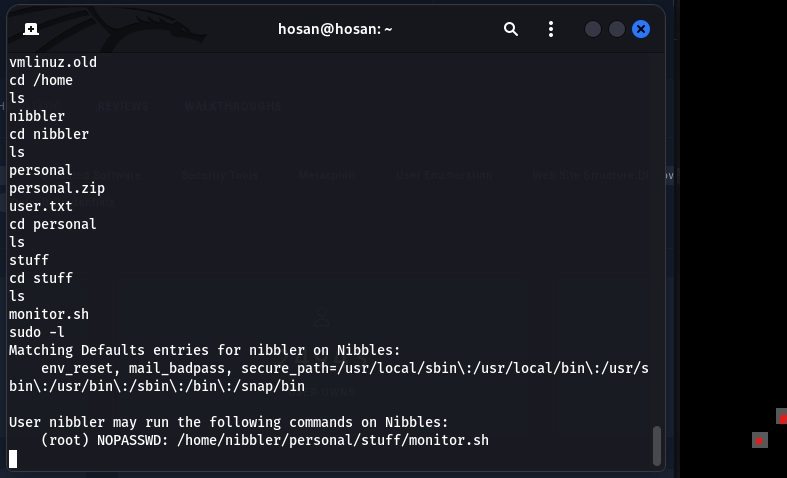 hosan@hosan: ~
vmlinuz.old
cd /home
ls
nibbler
cd nibbler
ls
personal
personal.zip
user.txt
cd personal
ls
stuff
cd stuff
ls
monitor.sh
sudo -l
Matching Defaults entries for nibbler on Nibbles:
    env_reset, mail_badpass, secure_path=/usr/local/sbin\:/usr/local/bin\:/usr/s
bin\:/usr/bin\:/sbin\:/bin\:/snap/bin
User nibbler may run the following commands on Nibbles:
    (root) NOPASSWD: /home/nibbler/personal/stuff/monitor.sh